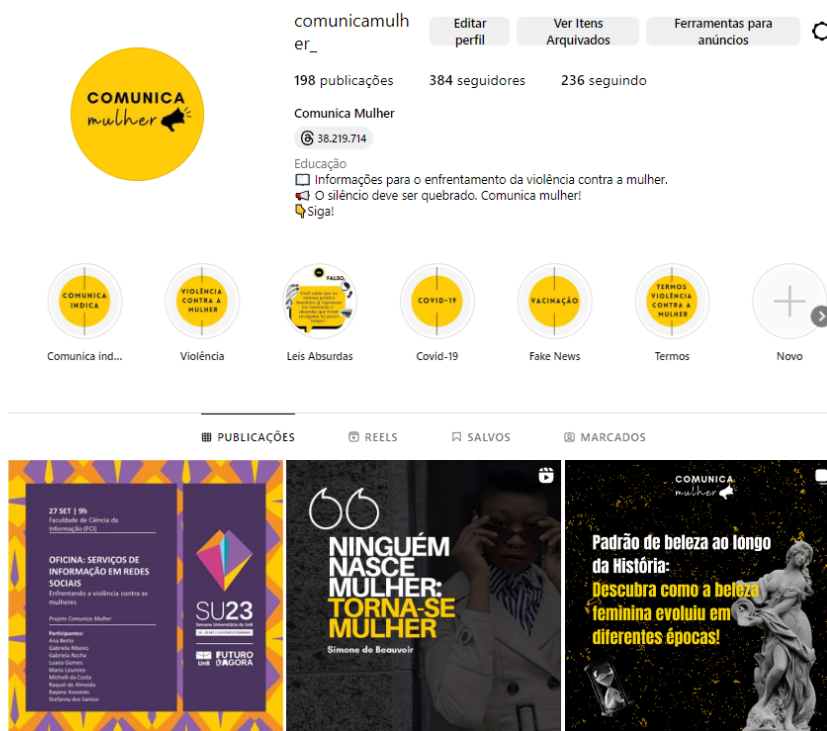 comunicamulh
er_
Editar
perfil
Ver Itens
Arquivados
Ferramentas para
anúncios
198 publicações
384 seguidores
236 seguindo
COMUNICA
mulher
Comunica Mulher
38.219.714
Educação
Informações para o enfrentamento da violência contra a mulher.
O silêncio deve ser quebrado. Comunica mulher!
Siga!
COMUNICA
INDICA
VIOLÊNCIA
CONTRA A
MULHER
FALSO
COVID-19
VACINAÇÃO
TERMOS
VIOLÊNCIA
CONTRA A
MULHER
Comunica ind...
Violência
Leis Absurdas
Covid-19
Fake News
Termos
Novo
PUBLICAÇÕES
REELS
SALVOS
MARCADOS
27 SET | 9h
Faculdade de Ciência da
Informação (FCI)
OFICINA: SERVIÇOS DE
INFORMAÇÃO EM REDES
SOCIAIS
Enfrentando a violência contra as
mulheres
Projeto Comunica Mulher
Participantes:
Ana Berto
Gabriela Ribeiro
Gabriela Rocha
Luana Gomes
Maria Loureiro
Michelli da Costa
Raquel de Almeida
Rayane Azevedo
Stefanny dos Santos
SU23
Semana Universitária da UnB
UnB
FUTURO
É AGORA
NINGUÉM
NASCE
MULHER:
TORNA-SE
MULHER
Simone de Beauvoir
COMUNICA
mulher
Padrão de beleza ao longo
da História:
Descubra como a beleza
feminina evoluiu em
diferentes épocas!